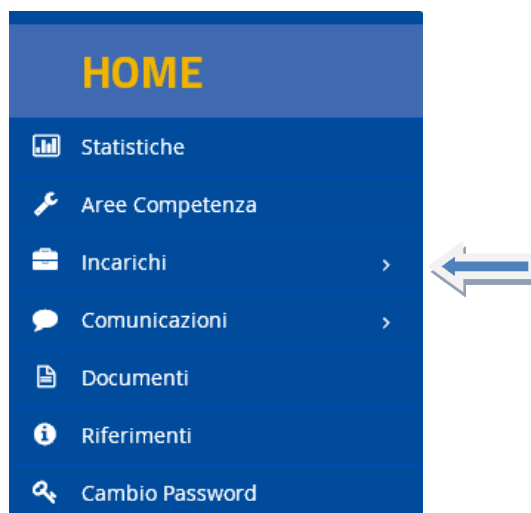 HOME
Statistiche
Aree Competenza
Incarichi
Comunicazioni
Documenti
Riferimenti
Cambio Password